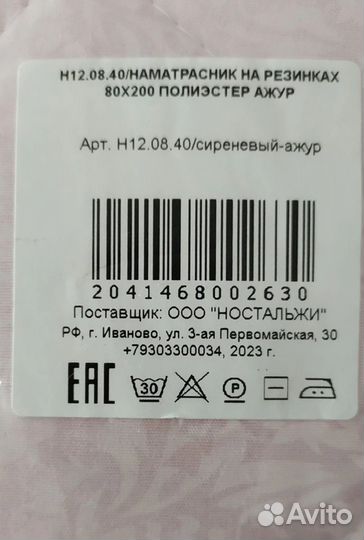 Н12.08.40/НАМАТРАСНИК НА РЕЗИНКАХ
80X200 ПОЛИЭСТЕР АЖУР
Арт. Н12.08.40/сиреневый-ажур
2041468002630
Поставщик: ООО "НОСТАЛЬЖИ"
РФ, г. Иваново, ул. 3-ая Первомайская, 30
+79303300034, 2023 г.
EAC 30 P
Avito